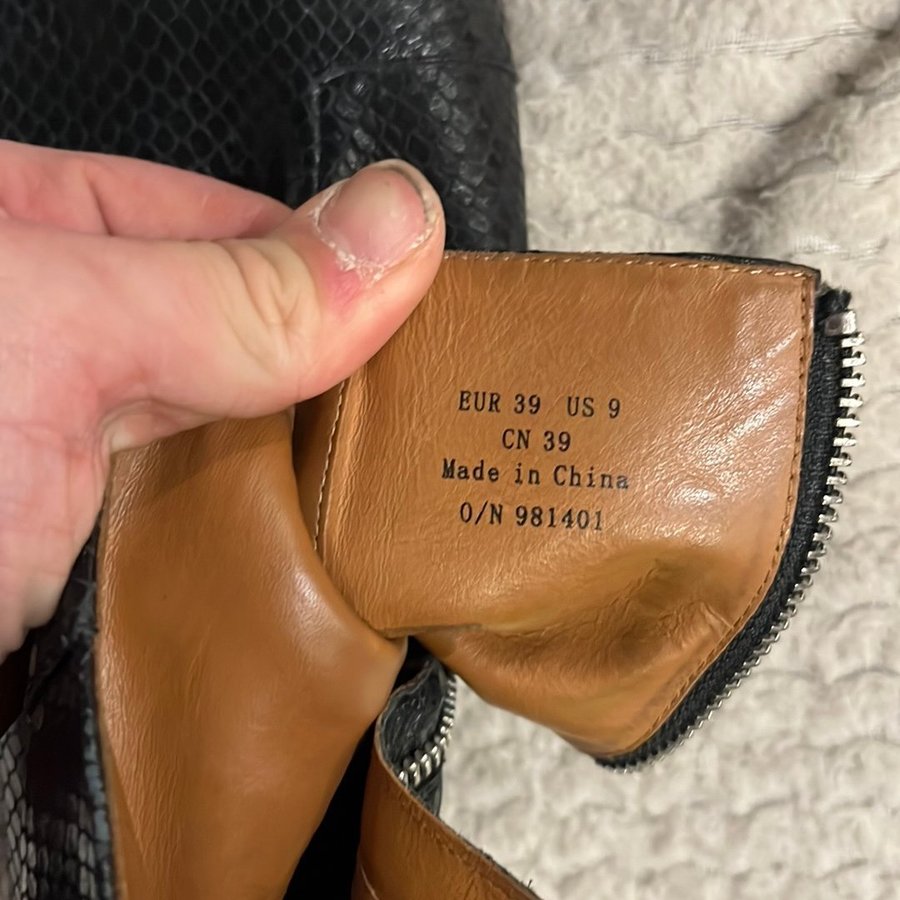 EUR 39 US 9
CN 39
Made in China
O/N 981401